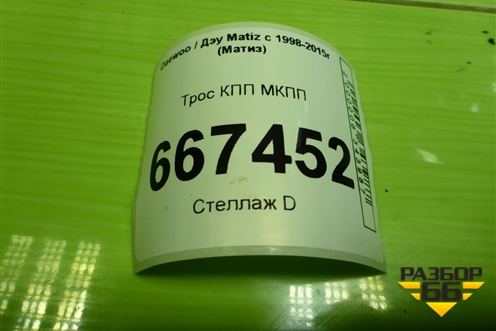 Daewoo / Дэу Matiz с 1998-2015г
(Матиз)
Трос КПП МКПП
667452
Стеллаж D
РАЗБОР
66